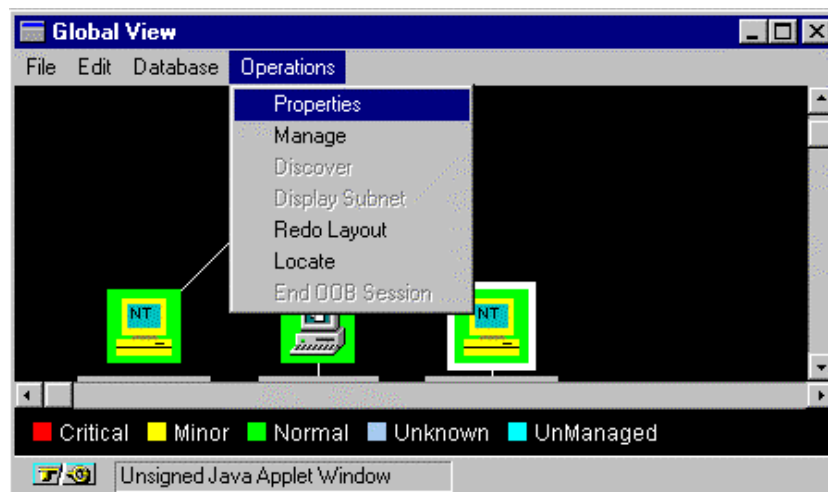 Global View
File Edit Database Operations
Properties
Manage
Discover
Display Subnet
Redo Layout
Locate
End OOB Session
NT
NT
Critical Minor Normal Unknown UnManaged
Unsigned Java Applet Window